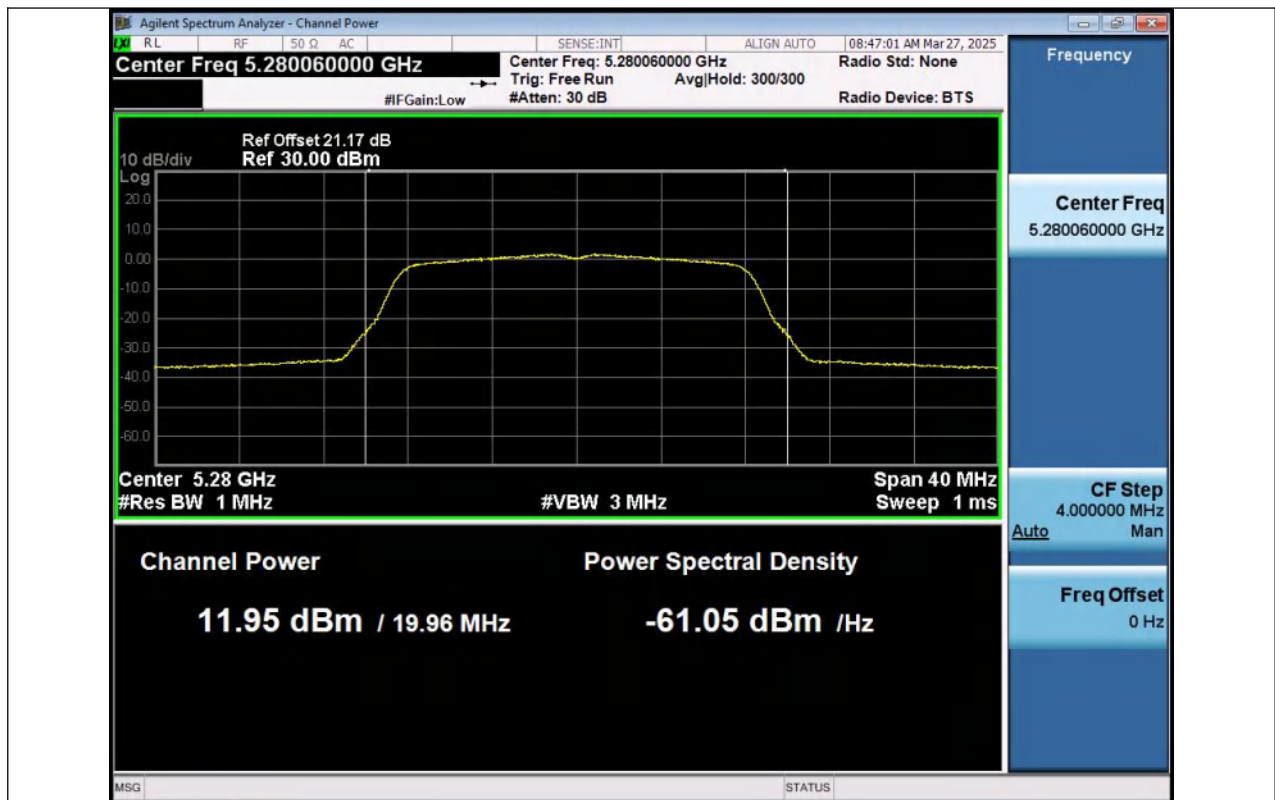 Agilent Spectrum Analyzer - Channel Power
LXI RL RF 50 Ω AC SENSE:INT ALIGN AUTO 08:47:01 AM Mar 27, 2025
Center Freq 5.280060000 GHz
Center Freq: 5.280060000 GHz Radio Std: None
Trig: Free Run Avg|Hold: 300/300
#IFGain:Low #Atten: 30 dB Radio Device: BTS
Ref Offset 21.17 dB
10 dB/div Ref 30.00 dBm
Log
20.0
10.0
0.00
-10.0
-20.0
-30.0
-40.0
-50.0
-60.0
Center 5.28 GHz Span 40 MHz
#Res BW 1 MHz #VBW 3 MHz Sweep 1 ms
Channel Power Power Spectral Density
11.95 dBm / 19.96 MHz -61.05 dBm /Hz
Frequency
Center Freq
5.280060000 GHz
CF Step
4.000000 MHz
Auto Man
Freq Offset
0 Hz
MSG STATUS